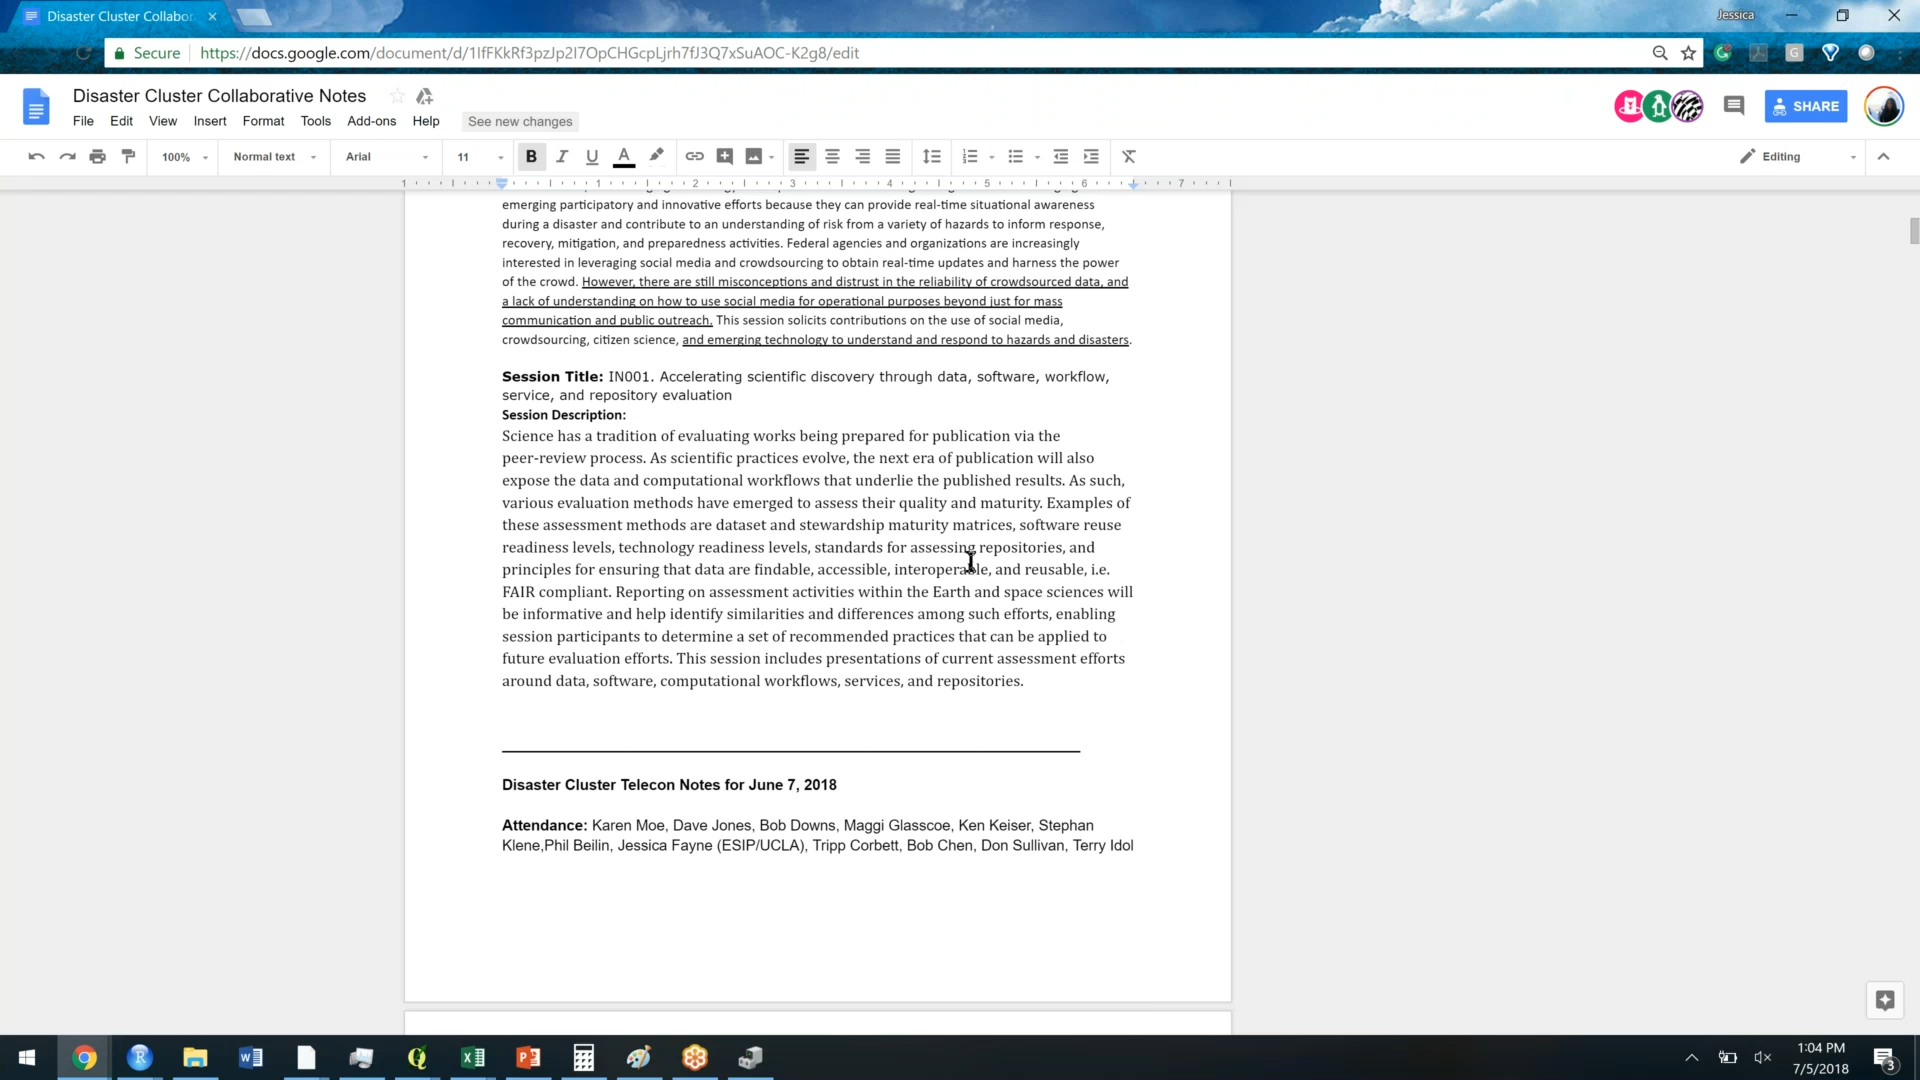 Disaster Cluster Collabor
Jessica
Secure
https://docs.google.com/document/d/1IfFKkRf3pzJp2I7OpCHGcpLjrh7fJ3Q7xSuAOC-K2g8/edit
Disaster Cluster Collaborative Notes
SHARE
File Edit View Insert Format Tools Add-ons Help See new changes
100% Normal text Arial 11 B I U A Editing
1 1 2 3 4 5 6 7
emerging participatory and innovative efforts because they can provide real-time situational awareness
during a disaster and contribute to an understanding of risk from a variety of hazards to inform response,
recovery, mitigation, and preparedness activities. Federal agencies and organizations are increasingly
interested in leveraging social media and crowdsourcing to obtain real-time updates and harness the power
of the crowd. However, there are still misconceptions and distrust in the reliability of crowdsourced data, and
a lack of understanding on how to use social media for operational purposes beyond just for mass
communication and public outreach. This session solicits contributions on the use of social media,
crowdsourcing, citizen science, and emerging technology to understand and respond to hazards and disasters.
Session Title: IN001. Accelerating scientific discovery through data, software, workflow,
service, and repository evaluation
Session Description:
Science has a tradition of evaluating works being prepared for publication via the
peer-review process. As scientific practices evolve, the next era of publication will also
expose the data and computational workflows that underlie the published results. As such,
various evaluation methods have emerged to assess their quality and maturity. Examples of
these assessment methods are dataset and stewardship maturity matrices, software reuse
readiness levels, technology readiness levels, standards for assessing repositories, and
principles for ensuring that data are findable, accessible, interoperable, and reusable, i.e.
FAIR compliant. Reporting on assessment activities within the Earth and space sciences will
be informative and help identify similarities and differences among such efforts, enabling
session participants to determine a set of recommended practices that can be applied to
future evaluation efforts. This session includes presentations of current assessment efforts
around data, software, computational workflows, services, and repositories.
Disaster Cluster Telecon Notes for June 7, 2018
Attendance: Karen Moe, Dave Jones, Bob Downs, Maggi Glasscoe, Ken Keiser, Stephan
Klene,Phil Beilin, Jessica Fayne (ESIP/UCLA), Tripp Corbett, Bob Chen, Don Sullivan, Terry Idol
1:04 PM
7/5/2018
3